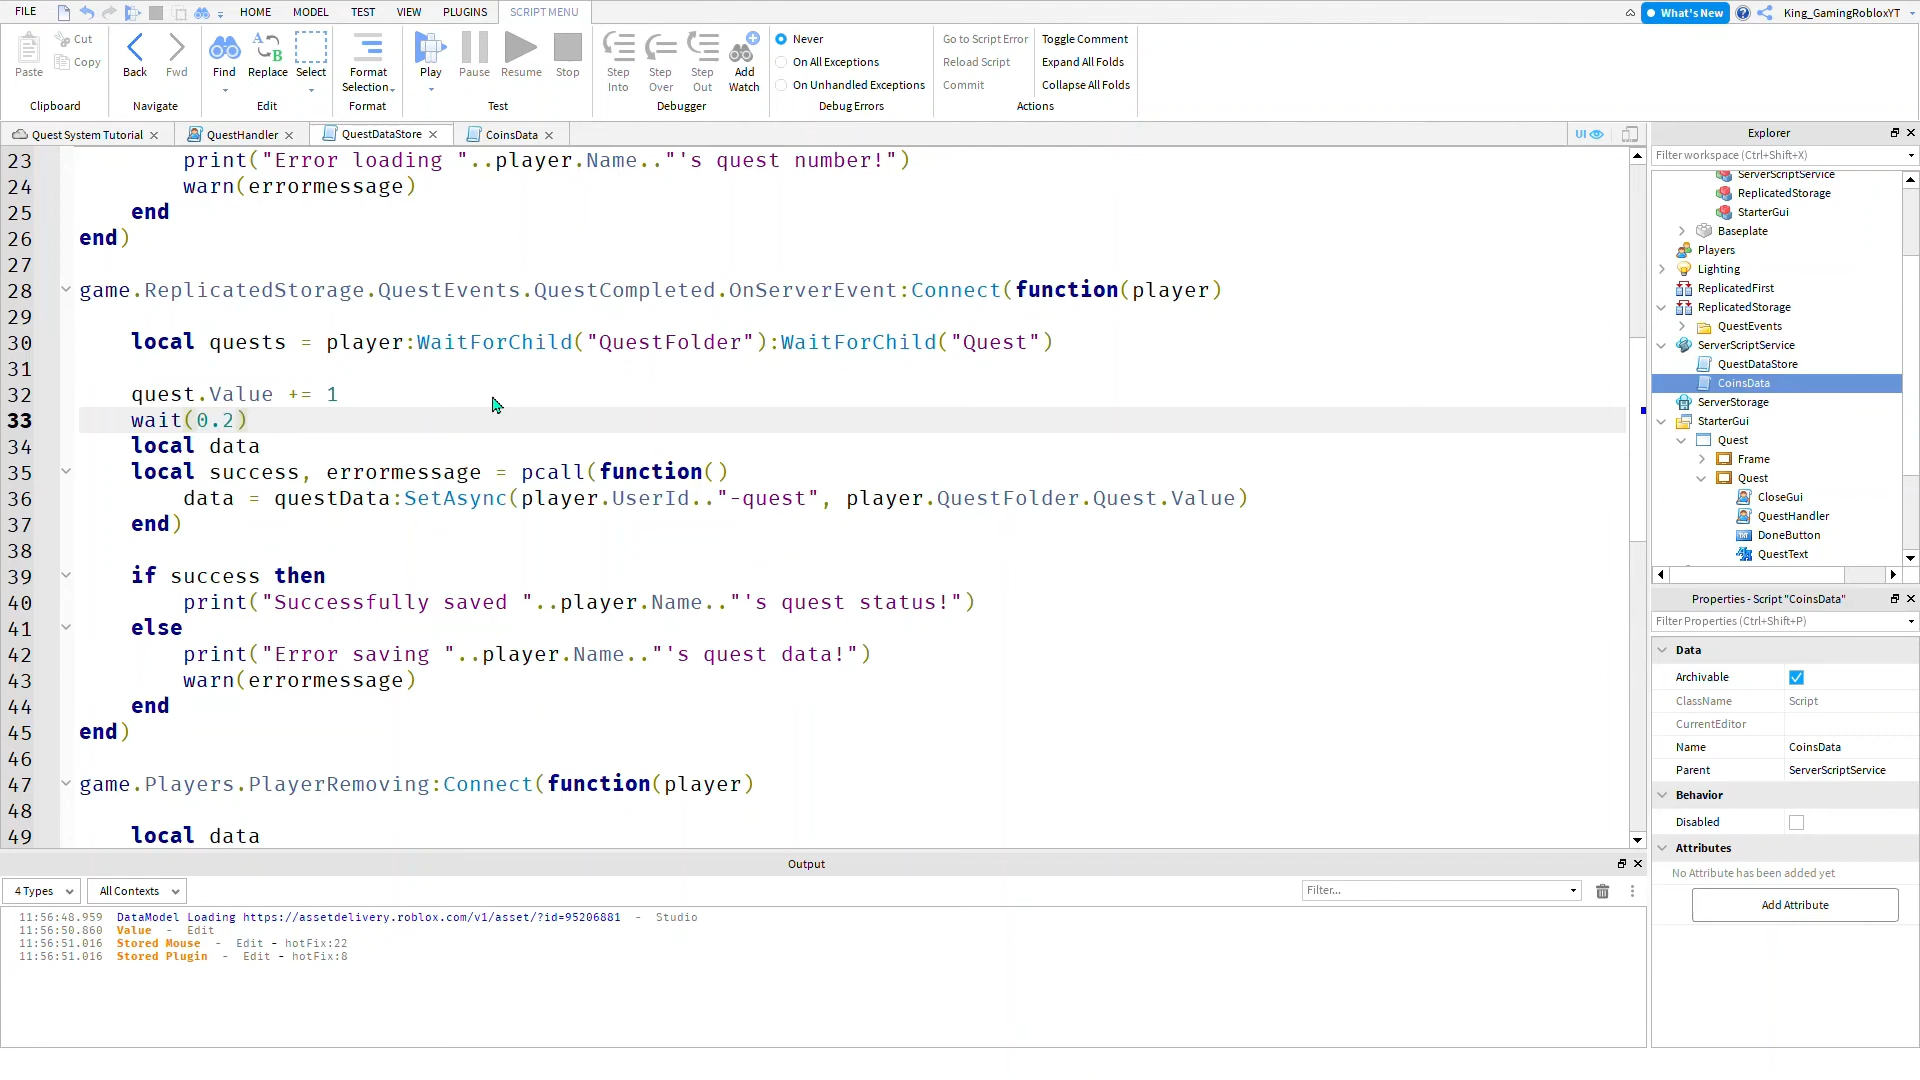 FILE HOME MODEL TEST VIEW PLUGINS SCRIPT MENU What's New King_GamingRobloxYT
Paste Cut Copy Clipboard
Back Fwd Navigate
Find Replace Select Edit
Format Selection Format
Play Pause Resume Stop Test
Step Into Step Over Step Out Add Watch Debugger
Never
On All Exceptions
On Unhandled Exceptions
Debug Errors
Go to Script Error Toggle Comment
Reload Script Expand All Folds
Commit Collapse All Folds
Actions
Quest System Tutorial QuestHandler QuestDataStore CoinsData UI
23 print("Error loading "..player.Name.."'s quest number!")
24 warn(errormessage)
25 end
26 end)
27
28 game.ReplicatedStorage.QuestEvents.QuestCompleted.OnServerEvent:Connect(function(player)
29
30 local quests = player:WaitForChild("QuestFolder"):WaitForChild("Quest")
31
32 quest.Value += 1
33 wait(0.2)
34 local data
35 local success, errormessage = pcall(function()
36 data = questData:SetAsync(player.UserId.."-quest", player.QuestFolder.Quest.Value)
37 end)
38
39 if success then
40 print("Successfully saved "..player.Name.."'s quest status!")
41 else
42 print("Error saving "..player.Name.."'s quest data!")
43 warn(errormessage)
44 end
45 end)
46
47 game.Players.PlayerRemoving:Connect(function(player)
48
49 local data
Output
4 Types All Contexts Filter...
11:56:48.959 DataModel Loading https://assetdelivery.roblox.com/v1/asset/?id=95206881 - Studio
11:56:50.860 Value - Edit
11:56:51.016 Stored Mouse - Edit - hotFix:22
11:56:51.016 Stored Plugin - Edit - hotFix:8
Explorer
Filter workspace (Ctrl+Shift+X)
ServerScriptService
ReplicatedStorage
StarterGui
Baseplate
Players
Lighting
ReplicatedFirst
ReplicatedStorage
QuestEvents
ServerScriptService
QuestDataStore
CoinsData
ServerStorage
StarterGui
Quest
Frame
Quest
CloseGui
QuestHandler
DoneButton
QuestText
Properties - Script "CoinsData"
Filter Properties (Ctrl+Shift+P)
Data
Archivable
ClassName Script
CurrentEditor
Name CoinsData
Parent ServerScriptService
Behavior
Disabled
Attributes
No Attribute has been added yet
Add Attribute